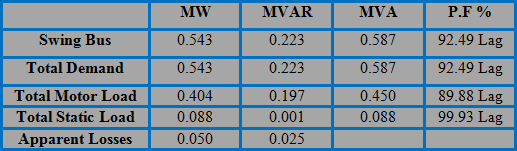 MW MVAR MVA P.F %
Swing Bus 0.543 0.223 0.587 92.49 Lag
Total Demand 0.543 0.223 0.587 92.49 Lag
Total Motor Load 0.404 0.197 0.450 89.88 Lag
Total Static Load 0.088 0.001 0.088 99.93 Lag
Apparent Losses 0.050 0.025